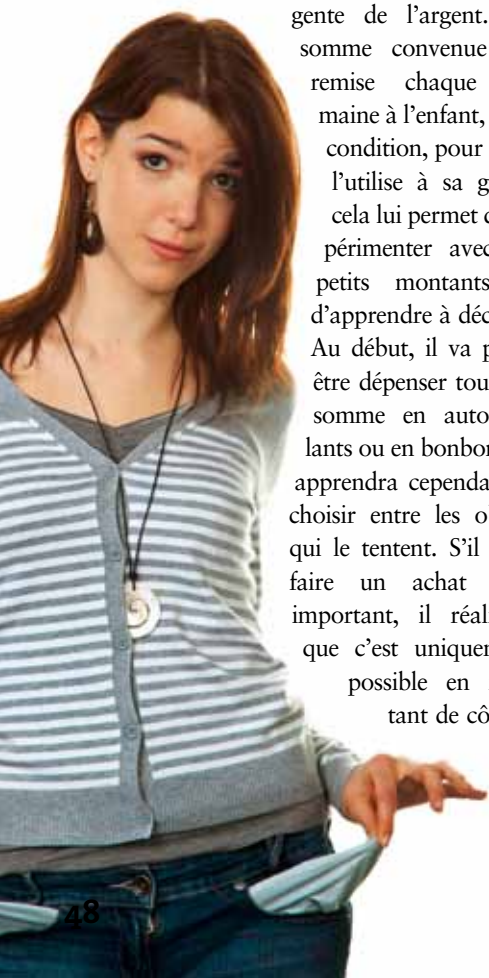 gente de l'argent.
somme convenue
remise chaque
maine à l'enfant,
condition, pour
l'utilise à sa g
cela lui permet d
périmenter avec
petits montants
d'apprendre à déc
Au début, il va p
être dépenser tou
somme en auto
lants ou en bonbon
apprendra cependa
choisir entre les o
qui le tentent. S'il
faire un achat
important, il réali
que c'est uniquer
possible en
tant de cô
48